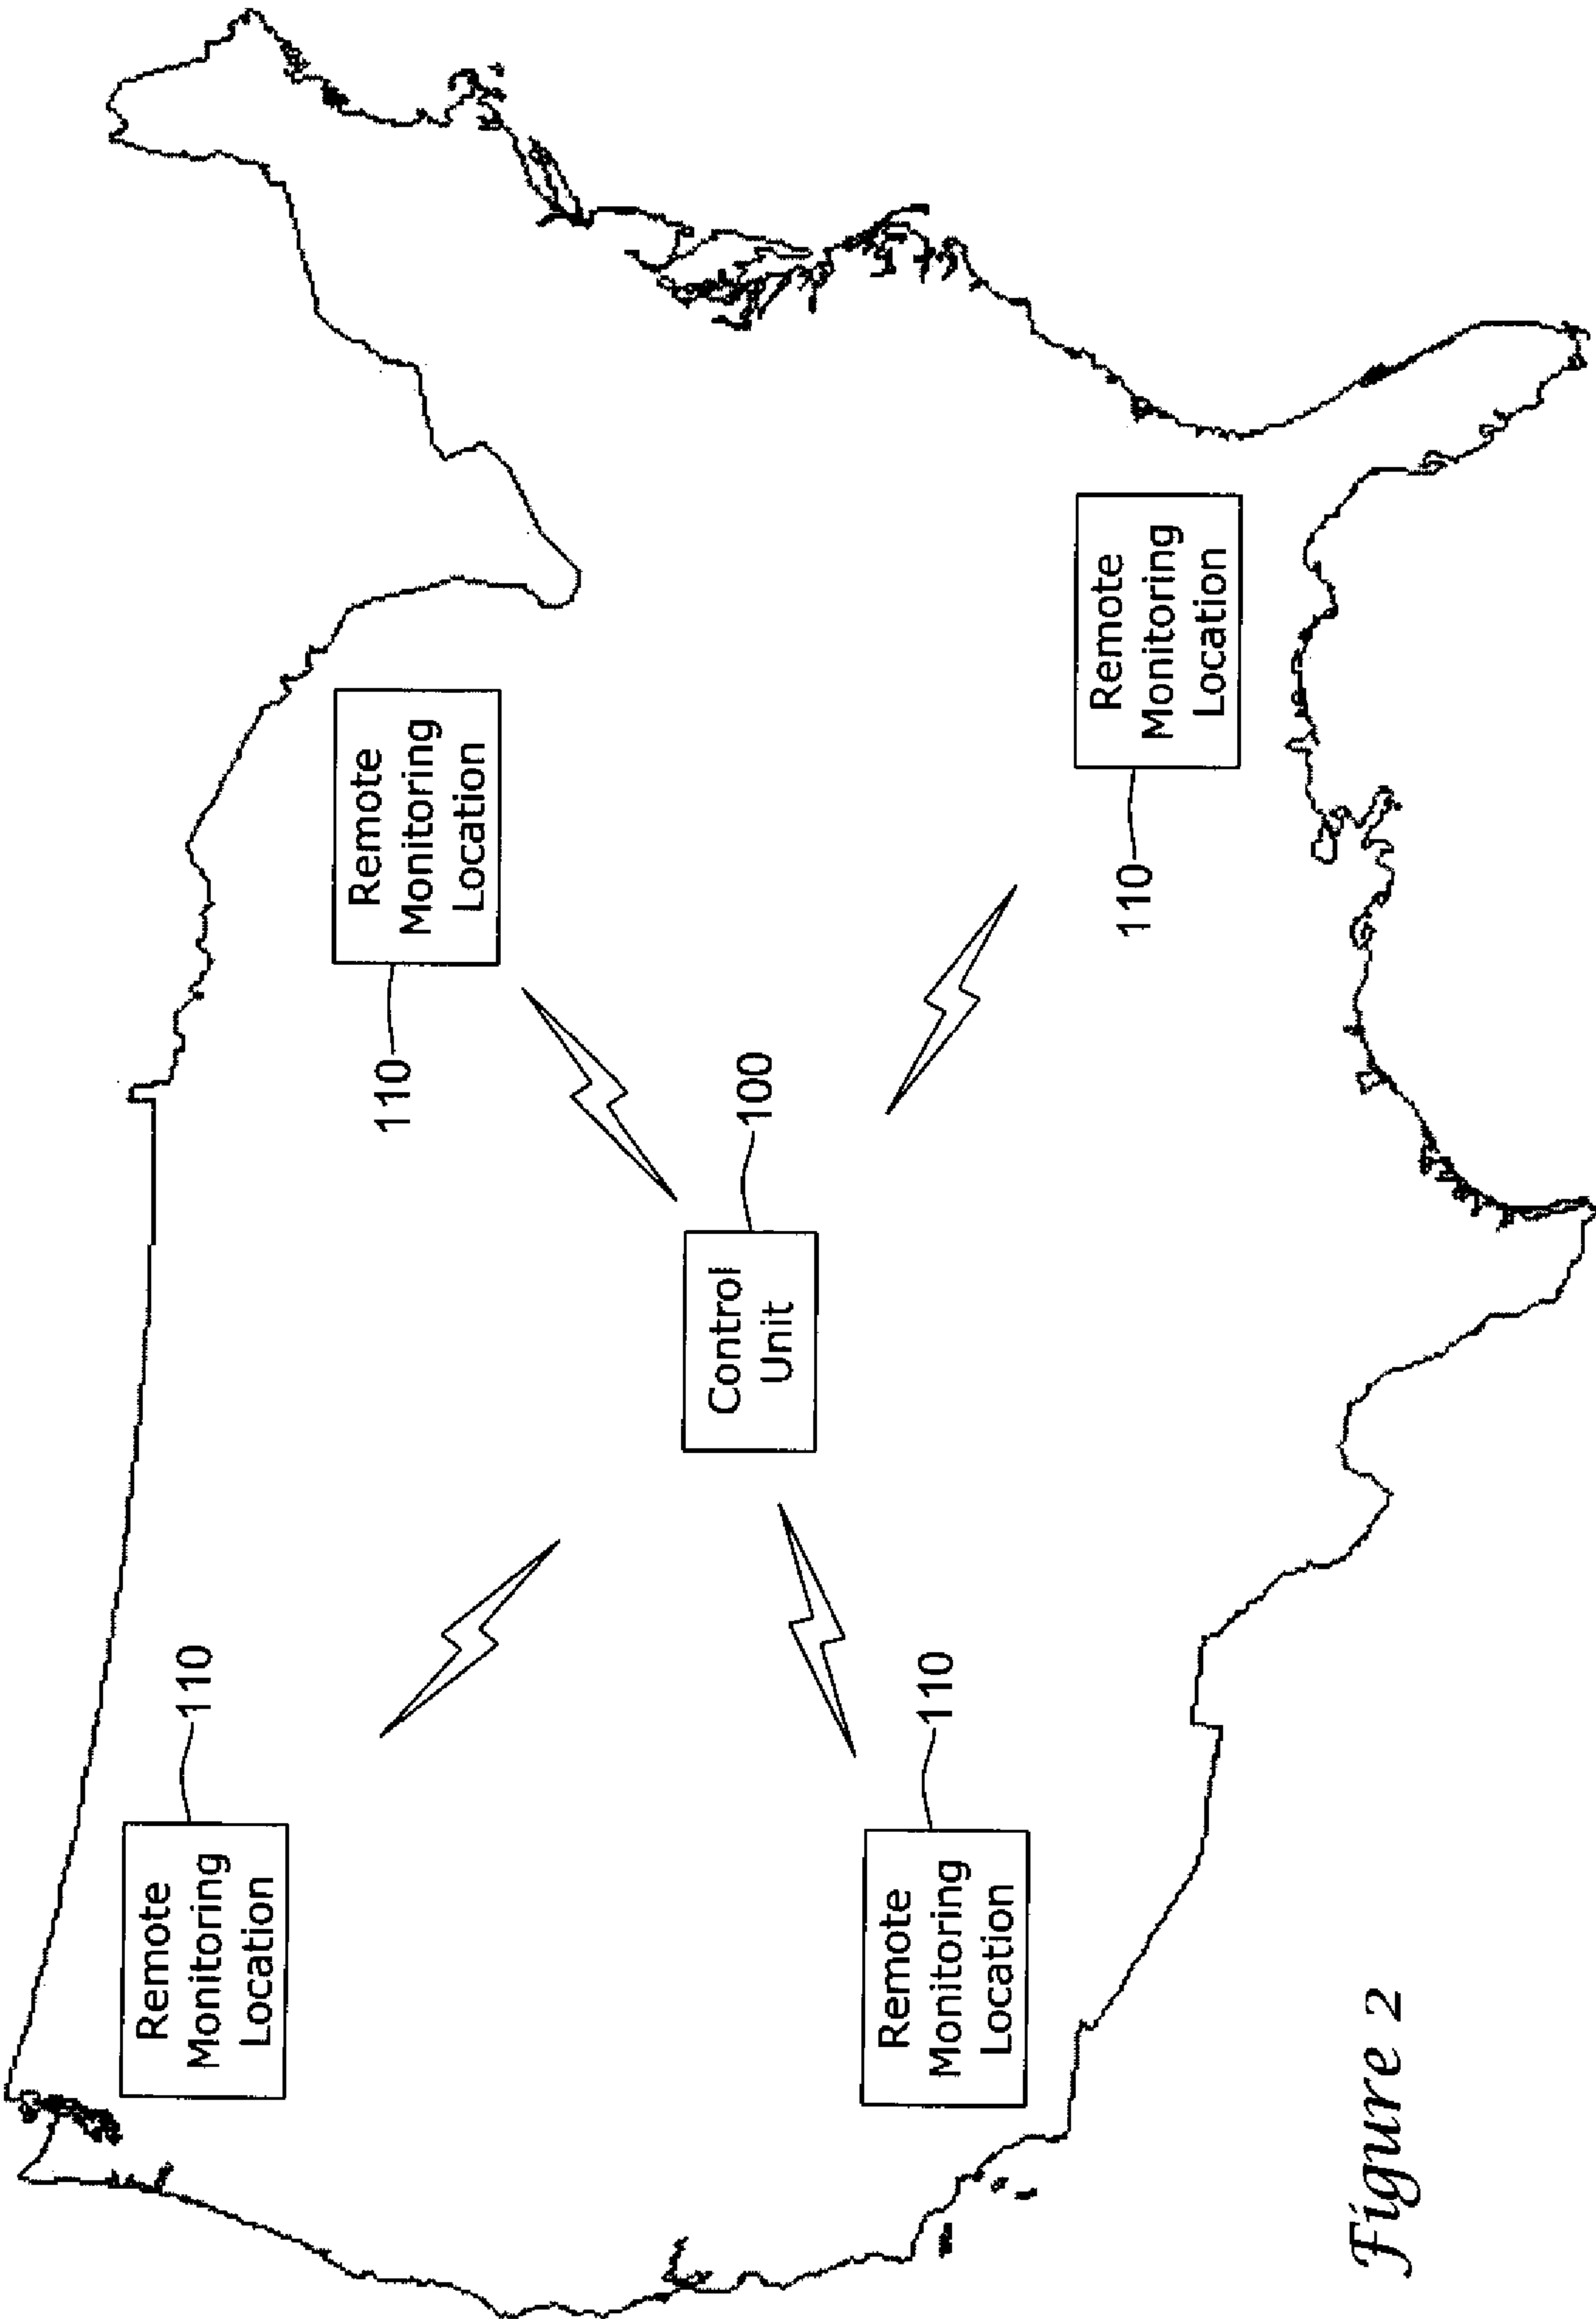 110
Remote
Monitoring
Location
110
Remote
Monitoring
Location
100
Control
Unit
110
Remote
Monitoring
Location
110
Remote
Monitoring
Location
Figure 2